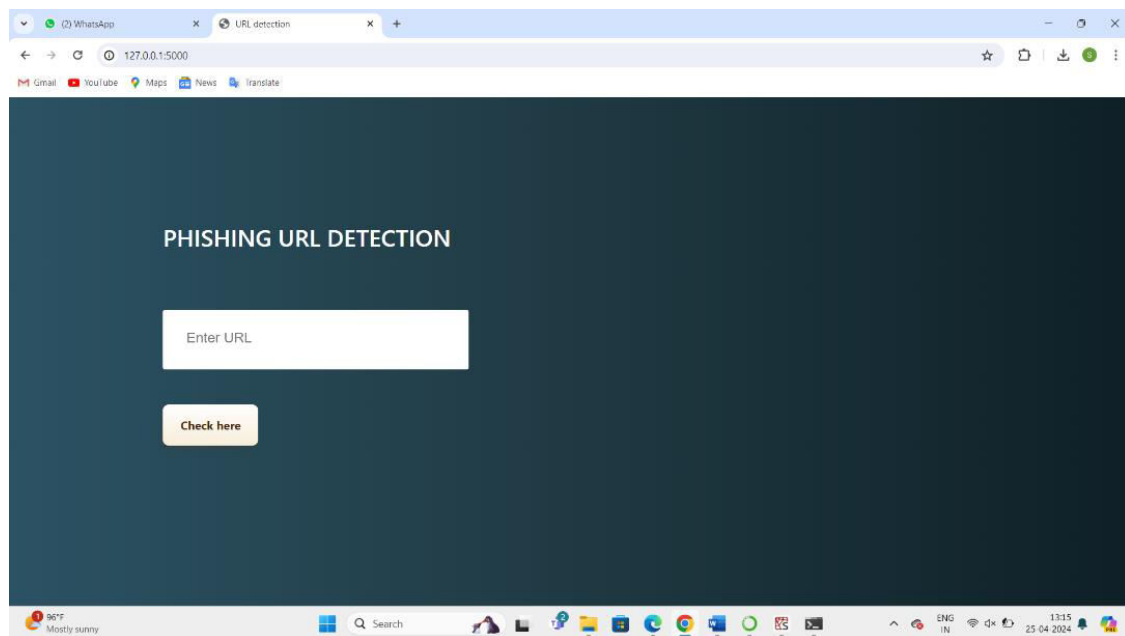 (2) WhatsApp
URL detection
127.0.0.1:5000
Gmail
YouTube
Maps
News
Translate
PHISHING URL DETECTION
Enter URL
Check here
96°F
Mostly sunny
Search
ENG
IN
13:15
25-04-2024